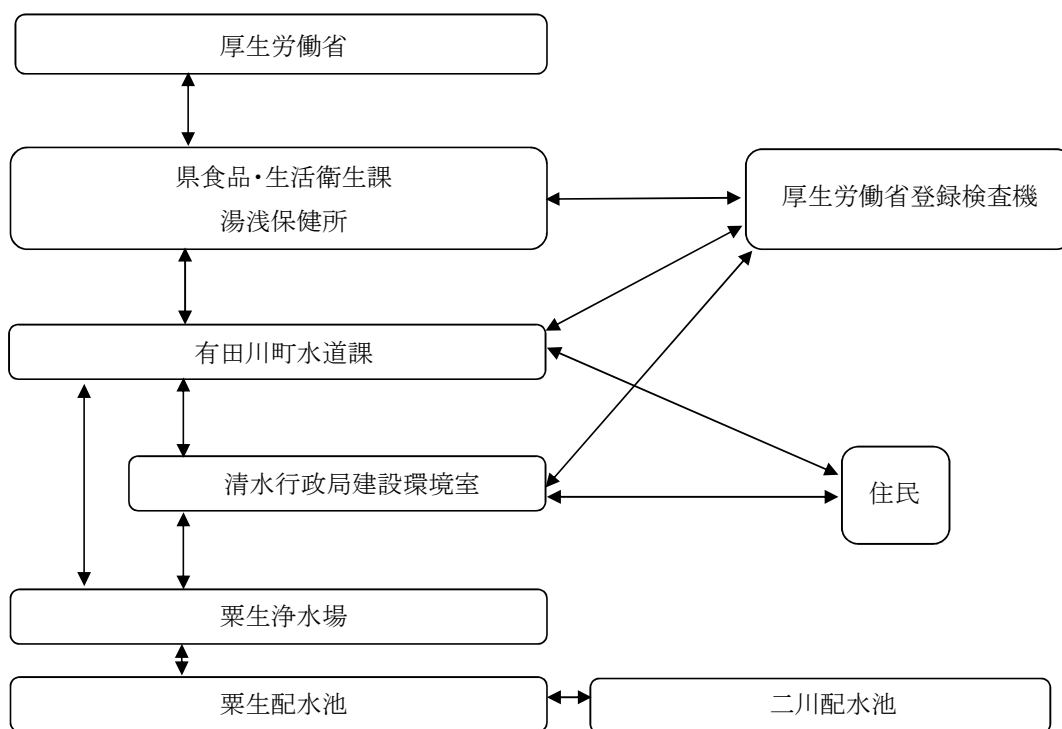 厚生労働省
県食品・生活衛生課
湯浅保健所
厚生労働省登録検査機
有田川町水道課
清水行政局建設環境室
住民
粟生浄水場
粟生配水池
二川配水池